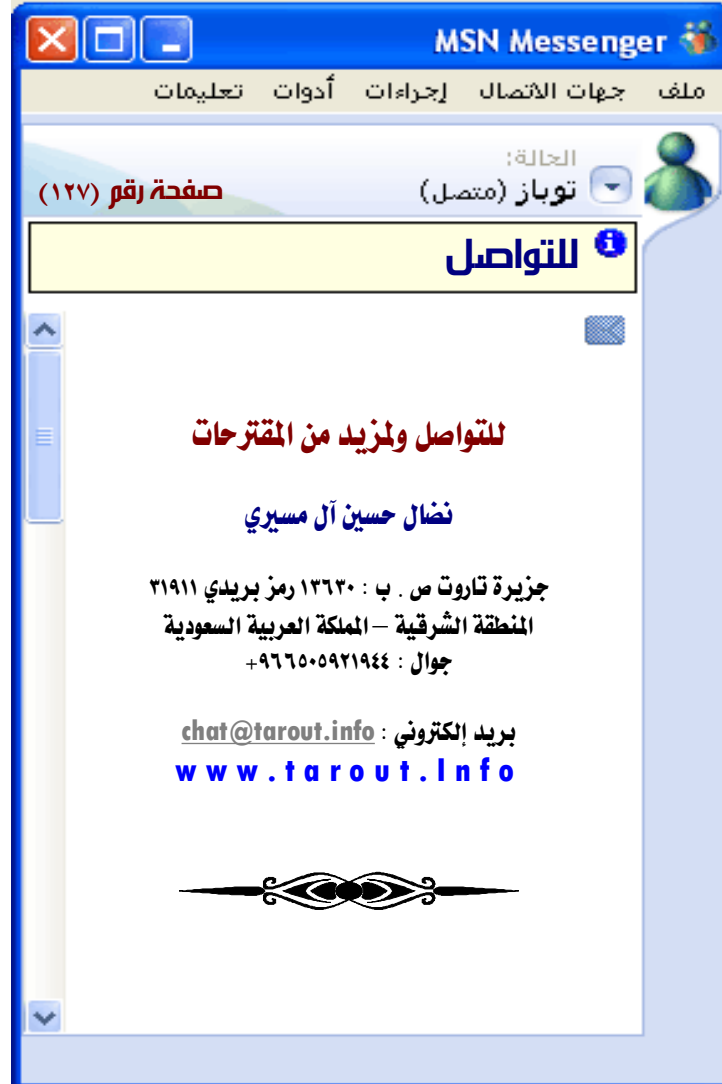 MSN Messenger
ملف جهات الاتصال إجراءات أدوات تعليمات
الحالة:
توباز (متصل)
صفحة رقم (١٢٧)
للتواصل
للتواصل ولمزيد من المقترحات
نضال حسين آل مسيري
جزيرة تاروت ص . ب : ١٣٦٣٠ رمز بريدي ٣١٩١١
المنطقة الشرقية – المملكة العربية السعودية
جوال : ٩٦٦٥٠٥٩٢١٩٤٤+
بريد إلكتروني : chat@tarout.info
www.tarout.Info